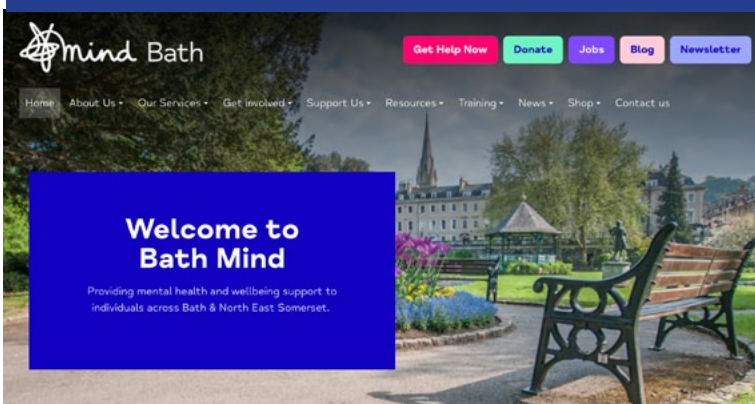 mind Bath
Get Help Now Donate Jobs Blog Newsletter
Home About Us Our Services Get involved Support Us Resources Training News Shop Contact us
Welcome to
Bath Mind
Providing mental health and wellbeing support to
individuals across Bath & North East Somerset.